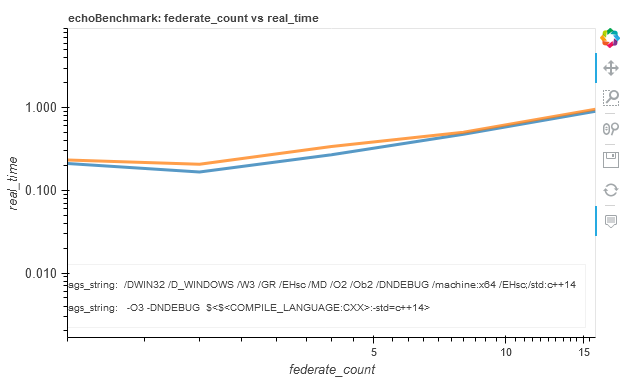 echoBenchmark: federate_count vs real_time
1.000
0.100
0.010
real_time
ags_string: /DWIN32 /D_WINDOWS /W3 /GR /EHsc /MD /O2 /Ob2 /DNDEBUG /machine:x64 /EHsc;/std:c++14
ags_string: -O3 -DNDEBUG $<$<COMPILE_LANGUAGE:CXX>:-std=c++14>
5
10
15
federate_count